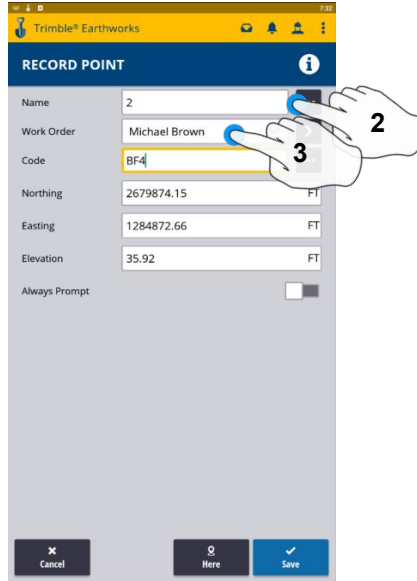 7:32
Trimble® Earthworks
RECORD POINT
Name 2
Work Order Michael Brown
Code BF4
Northing 2679874.15 FT
Easting 1284872.66 FT
Elevation 35.92 FT
Always Prompt
Cancel Here Save
2
3